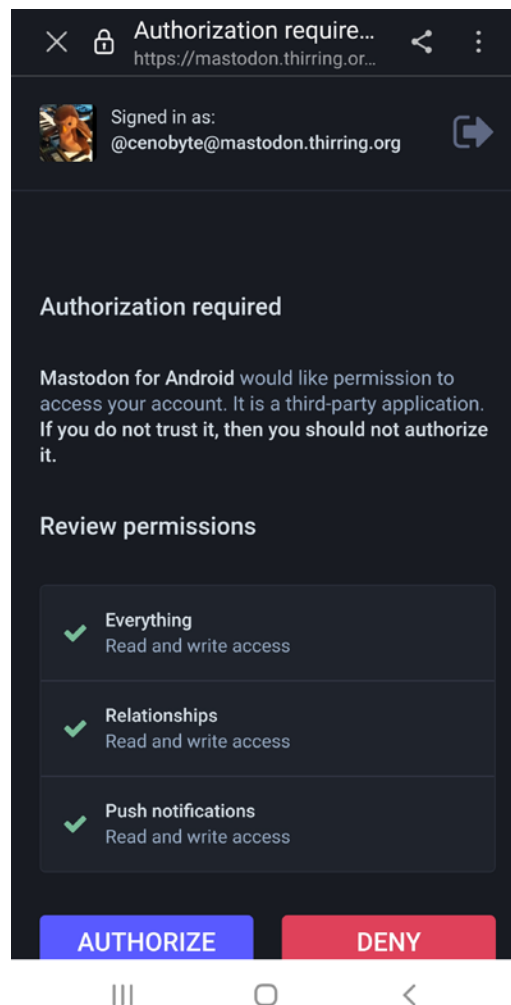 Authorization require...
https://mastodon.thirring.or...
Signed in as:
@cenobyte@mastodon.thirring.org
Authorization required
Mastodon for Android would like permission to
access your account. It is a third-party application.
If you do not trust it, then you should not authorize
it.
Review permissions
Everything
Read and write access
Relationships
Read and write access
Push notifications
Read and write access
AUTHORIZE
DENY